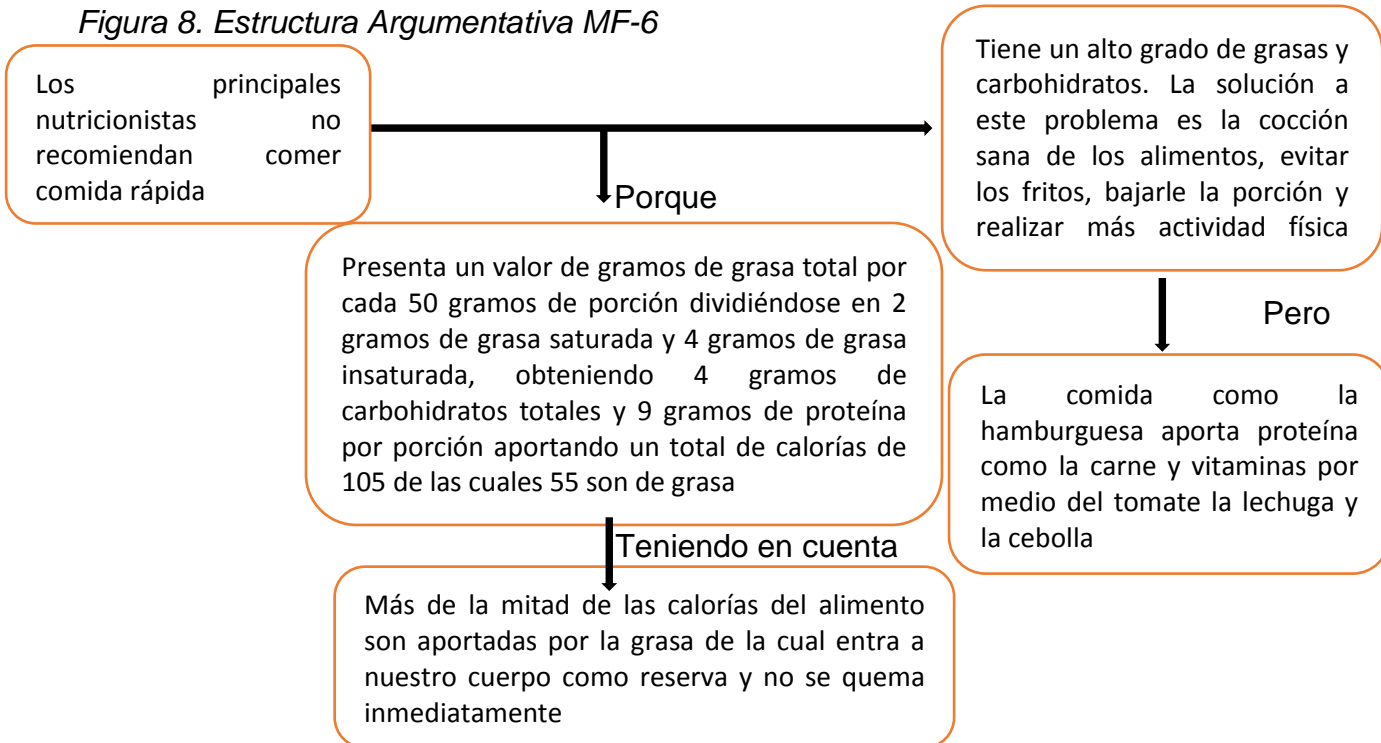 Figura 8. Estructura Argumentativa MF-6
Los principales
nutricionistas no
recomiendan comer
comida rápida
Tiene un alto grado de grasas y
carbohidratos. La solución a
este problema es la cocción
sana de los alimentos, evitar
los fritos, bajarle la porción y
realizar más actividad física
Porque
Presenta un valor de gramos de grasa total por
cada 50 gramos de porción dividiéndose en 2
gramos de grasa saturada y 4 gramos de grasa
insaturada, obteniendo 4 gramos de
carbohidratos totales y 9 gramos de proteína
por porción aportando un total de calorías de
105 de las cuales 55 son de grasa
Pero
La comida como la
hamburguesa aporta proteína
como la carne y vitaminas por
medio del tomate la lechuga y
la cebolla
Teniendo en cuenta
Más de la mitad de las calorías del alimento
son aportadas por la grasa de la cual entra a
nuestro cuerpo como reserva y no se quema
inmediatamente